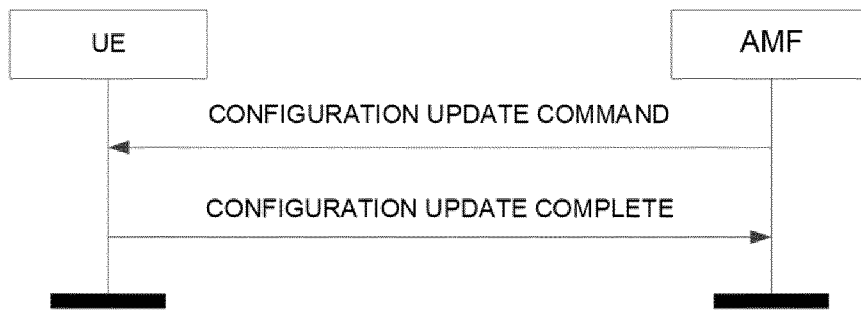 UE
AMF
CONFIGURATION UPDATE COMMAND
CONFIGURATION UPDATE COMPLETE